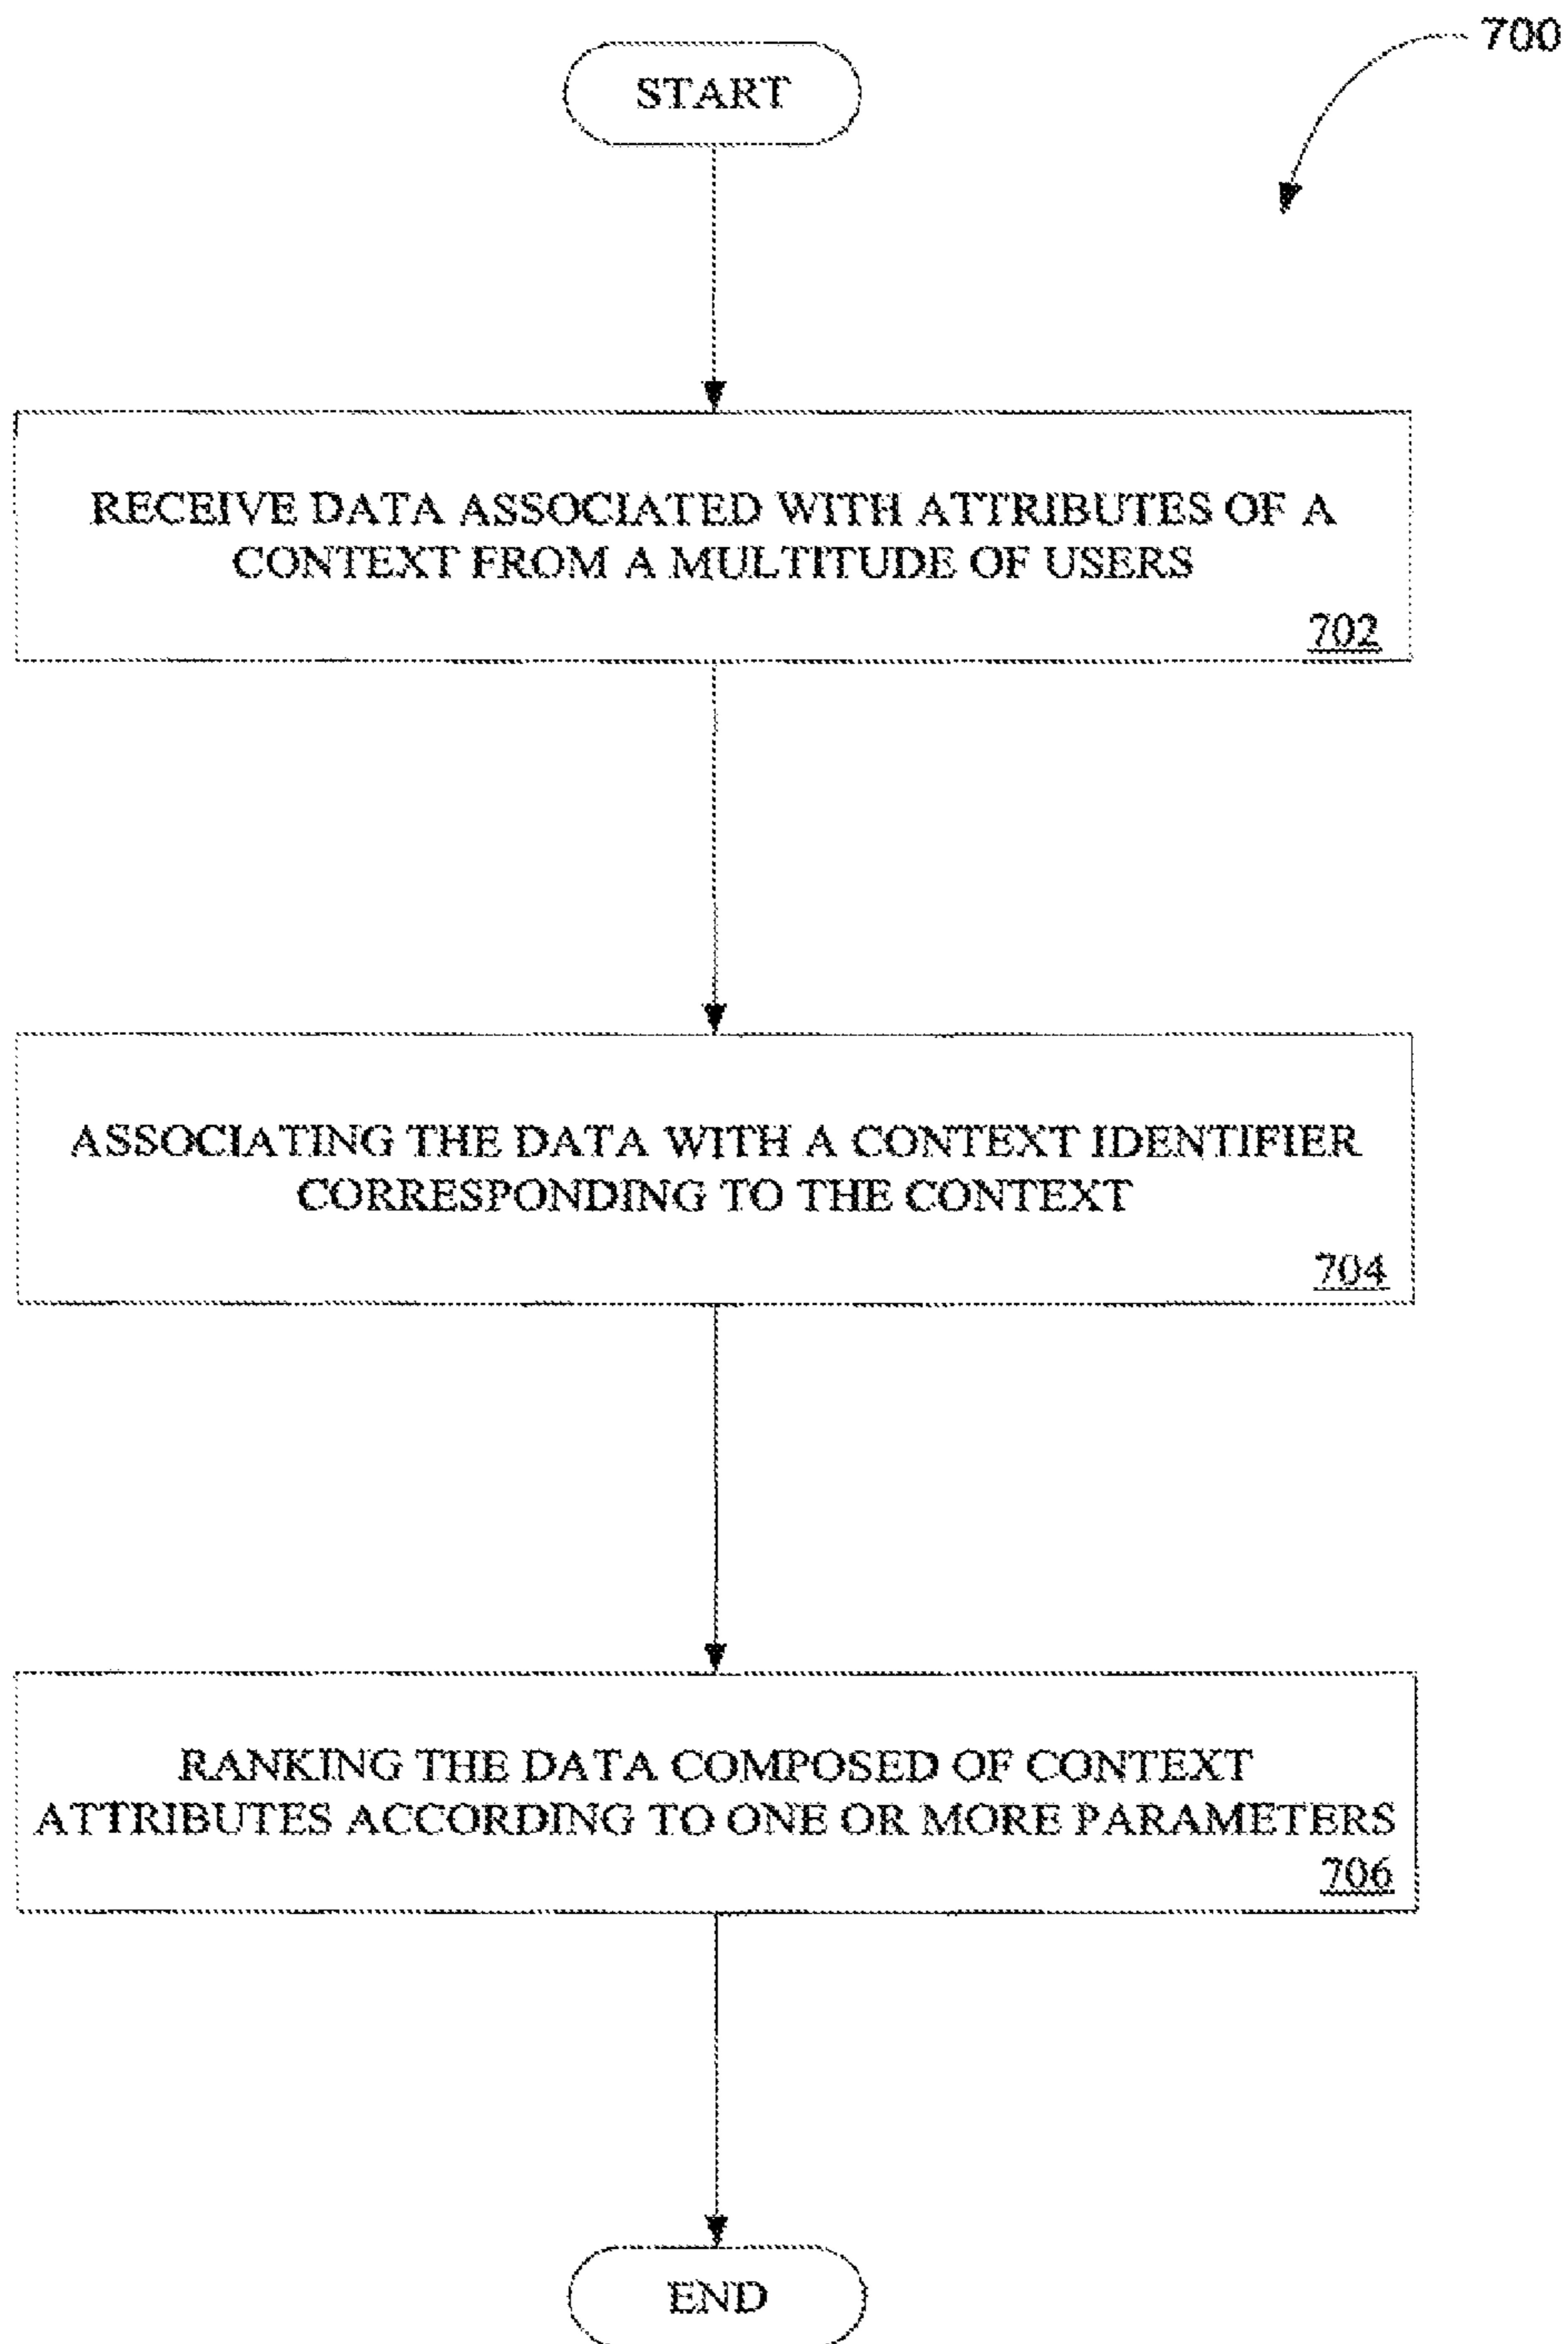 700
START
RECEIVE DATA ASSOCIATED WITH ATTRIBUTES OF A
CONTEXT FROM A MULTITUDE OF USERS
702
ASSOCIATING THE DATA WITH A CONTEXT IDENTIFIER
CORRESPONDING TO THE CONTEXT
704
RANKING THE DATA COMPOSED OF CONTEXT
ATTRIBUTES ACCORDING TO ONE OR MORE PARAMETERS
706
END